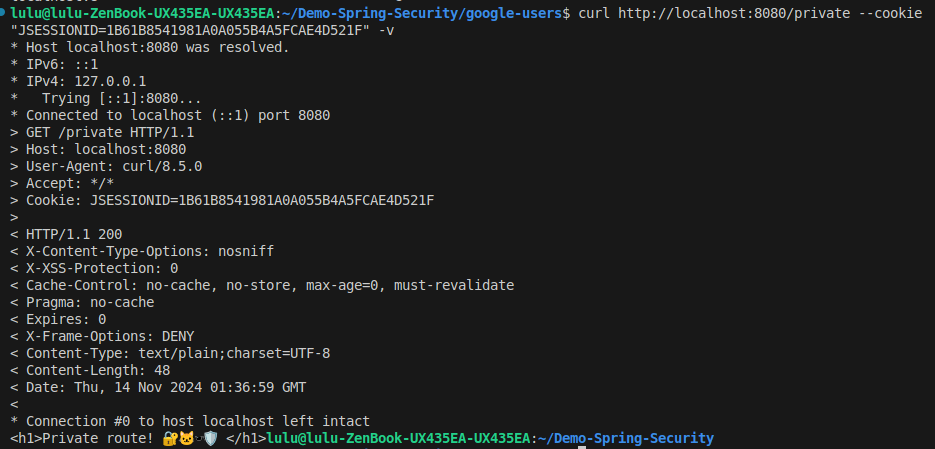 lulu@lulu-ZenBook-UX435EA-UX435EA:~/Demo-Spring-Security/google-users$ curl http://localhost:8080/private --cookie
"JSESSIONID=1B61B8541981A0A055B4A5FCAE4D521F" -v
* Host localhost:8080 was resolved.
* IPv6: ::1
* IPv4: 127.0.0.1
*   Trying [::1]:8080...
* Connected to localhost (::1) port 8080
> GET /private HTTP/1.1
> Host: localhost:8080
> User-Agent: curl/8.5.0
> Accept: */*
> Cookie: JSESSIONID=1B61B8541981A0A055B4A5FCAE4D521F
>
< HTTP/1.1 200
< X-Content-Type-Options: nosniff
< X-XSS-Protection: 0
< Cache-Control: no-cache, no-store, max-age=0, must-revalidate
< Pragma: no-cache
< Expires: 0
< X-Frame-Options: DENY
< Content-Type: text/plain;charset=UTF-8
< Content-Length: 48
< Date: Thu, 14 Nov 2024 01:36:59 GMT
<
* Connection #0 to host localhost left intact
<h1>Private route! 🔐🐱🛡️ </h1>lulu@lulu-ZenBook-UX435EA-UX435EA:~/Demo-Spring-Security